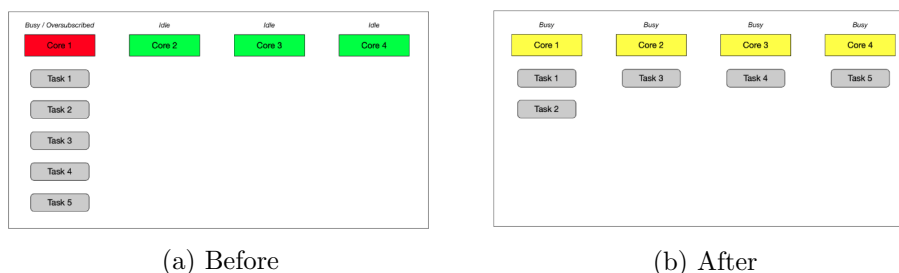 Busy / Oversubscribed Idle Idle Idle
Core 1 Core 2 Core 3 Core 4
Task 1
Task 2
Task 3
Task 4
Task 5
(a) Before
Busy Busy Busy Busy
Core 1 Core 2 Core 3 Core 4
Task 1 Task 3 Task 4 Task 5
Task 2
(b) After